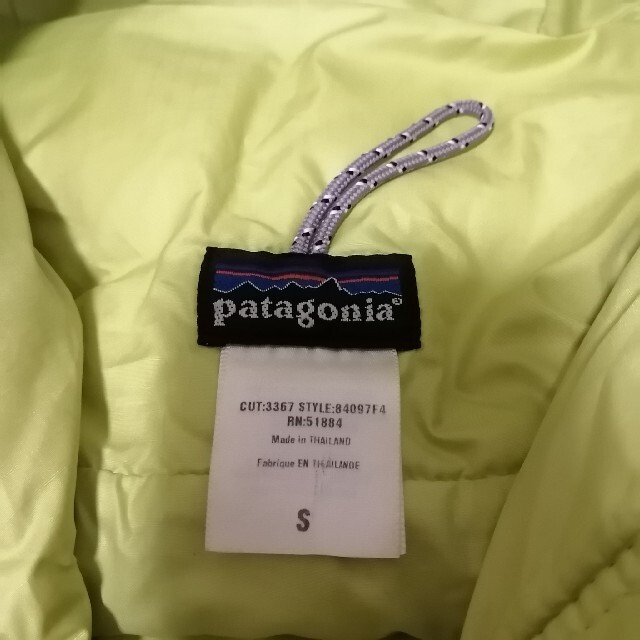 patagonia®
CUT:3367 STYLE:84097F4
RN:51884
Made in THAILAND
Fabrique EN THAILANDE
S